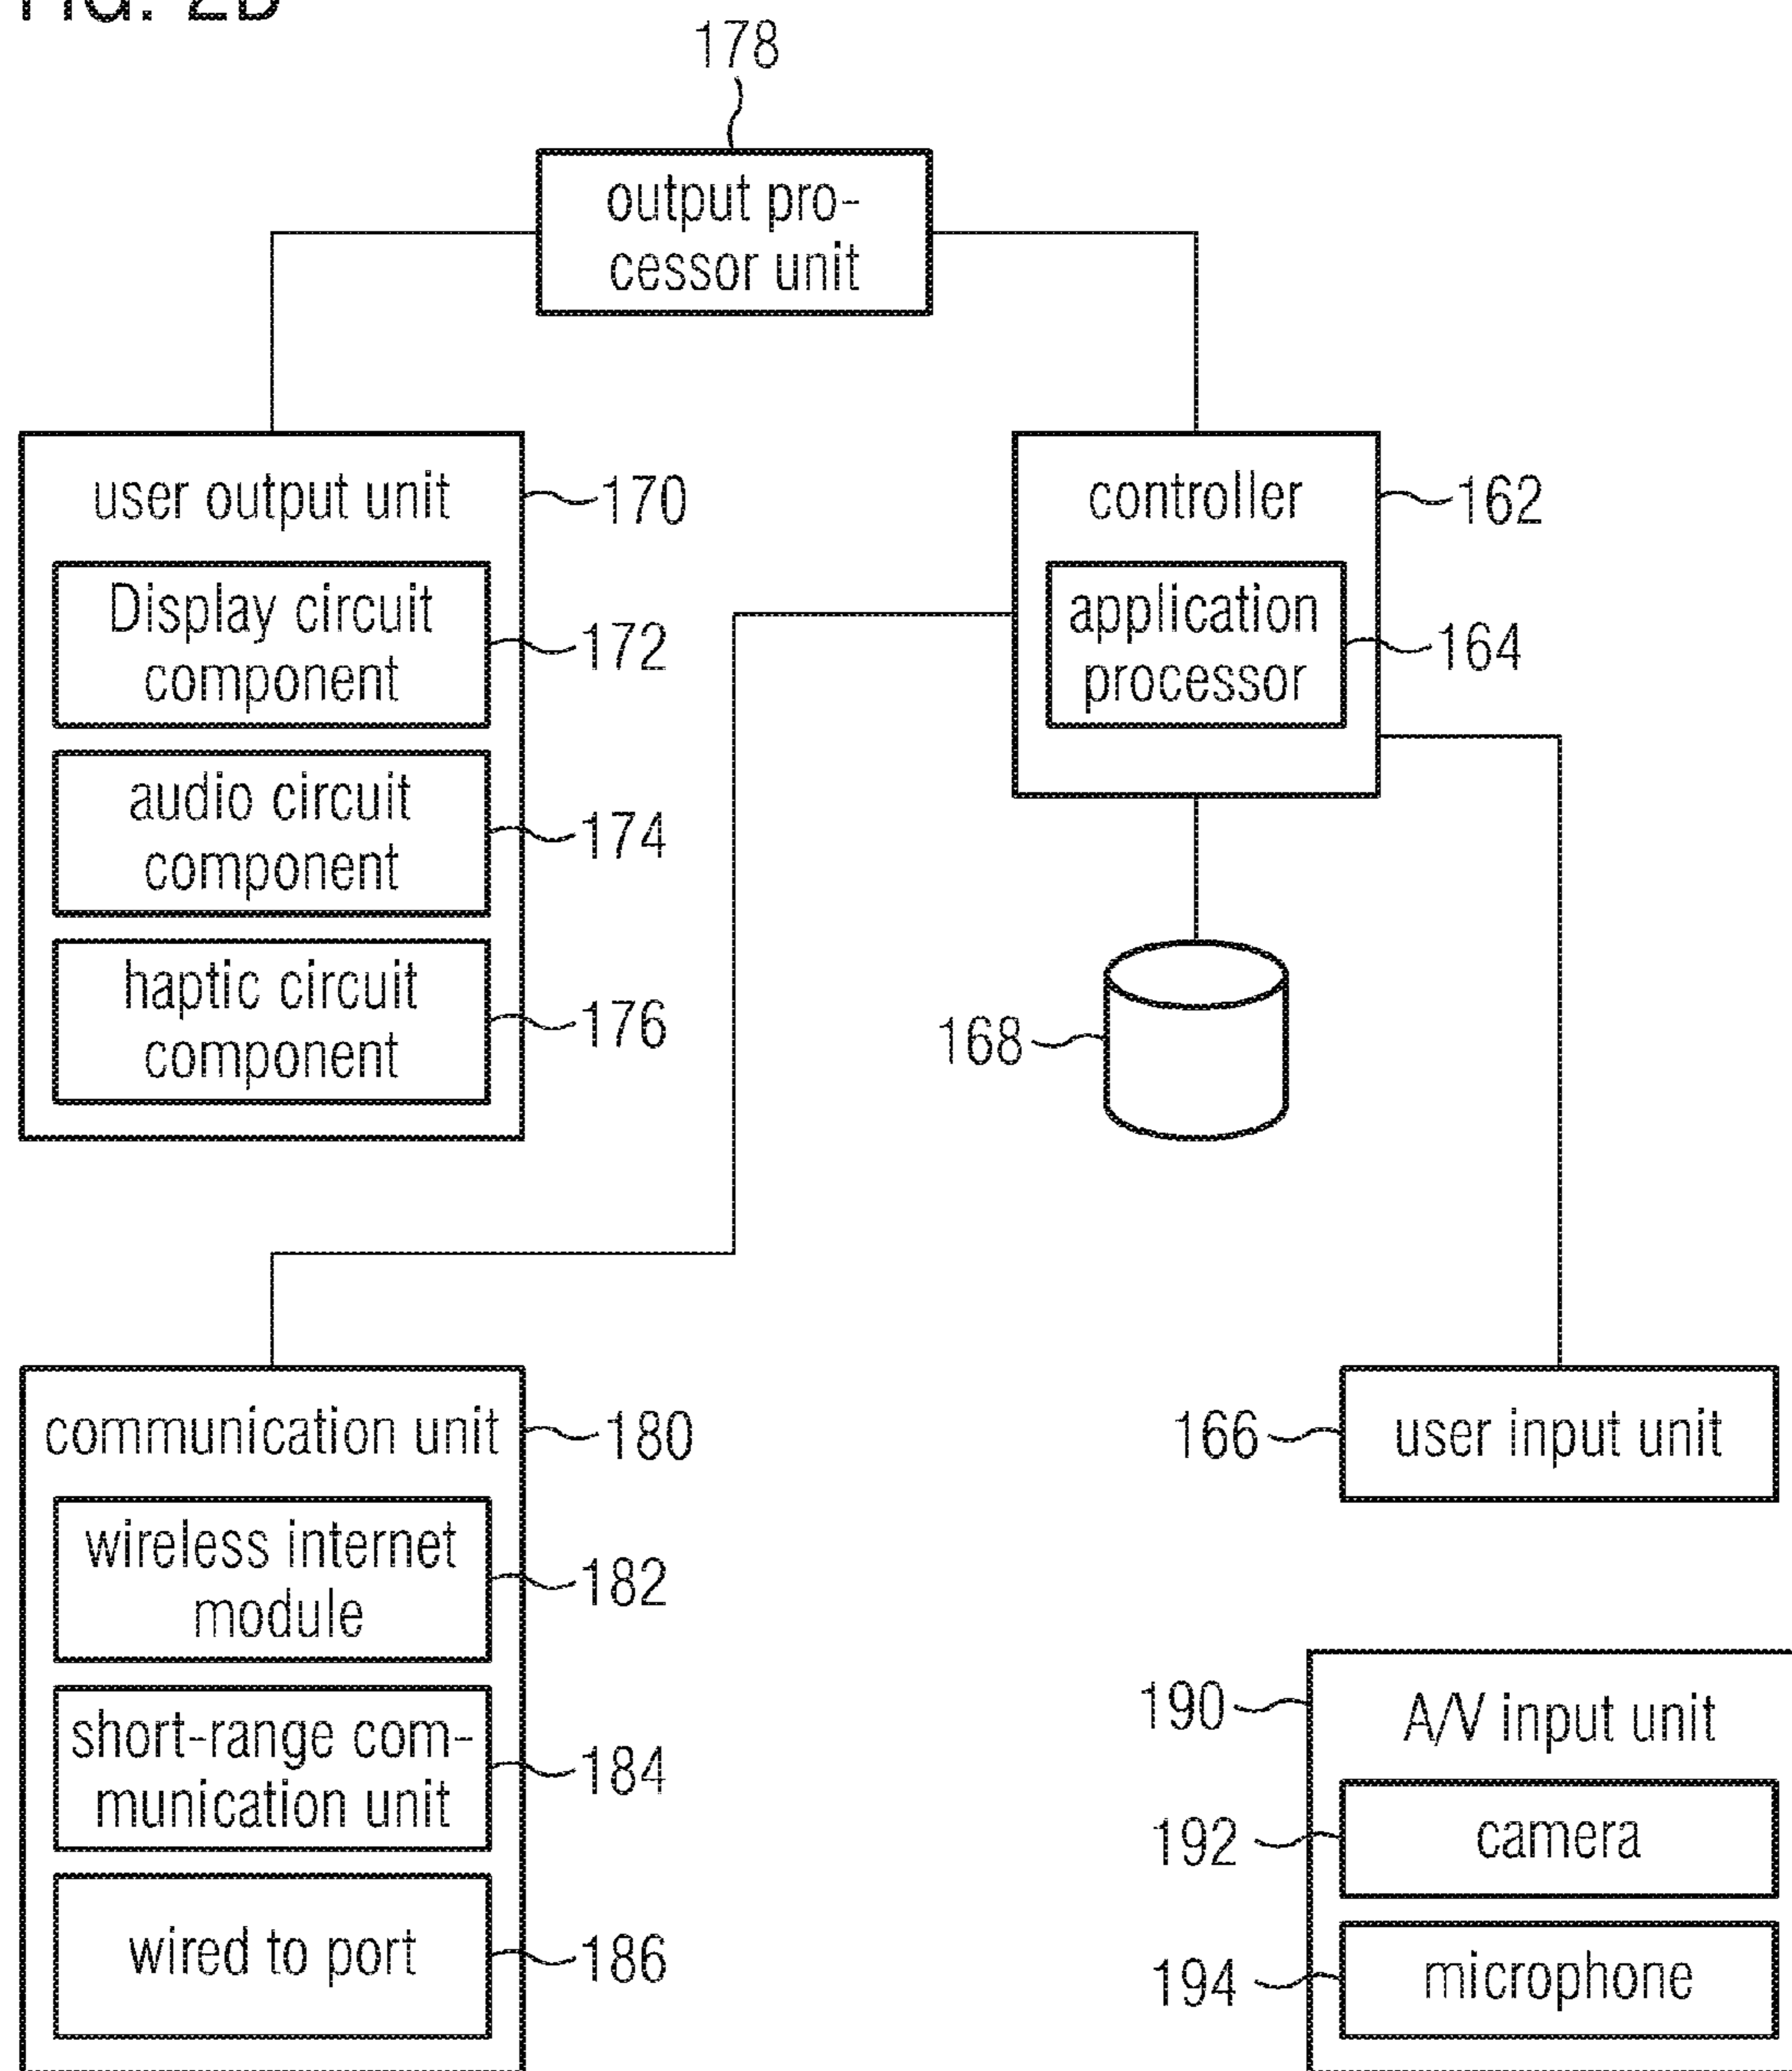 FIG. 2B
178
output pro-
cessor unit
user output unit
170
Display circuit
component
172
audio circuit
component
174
haptic circuit
component
176
controller
162
application
processor
164
168
communication unit
180
wireless internet
module
182
short-range com-
munication unit
184
wired to port
186
166
user input unit
190
A/V input unit
192
camera
194
microphone